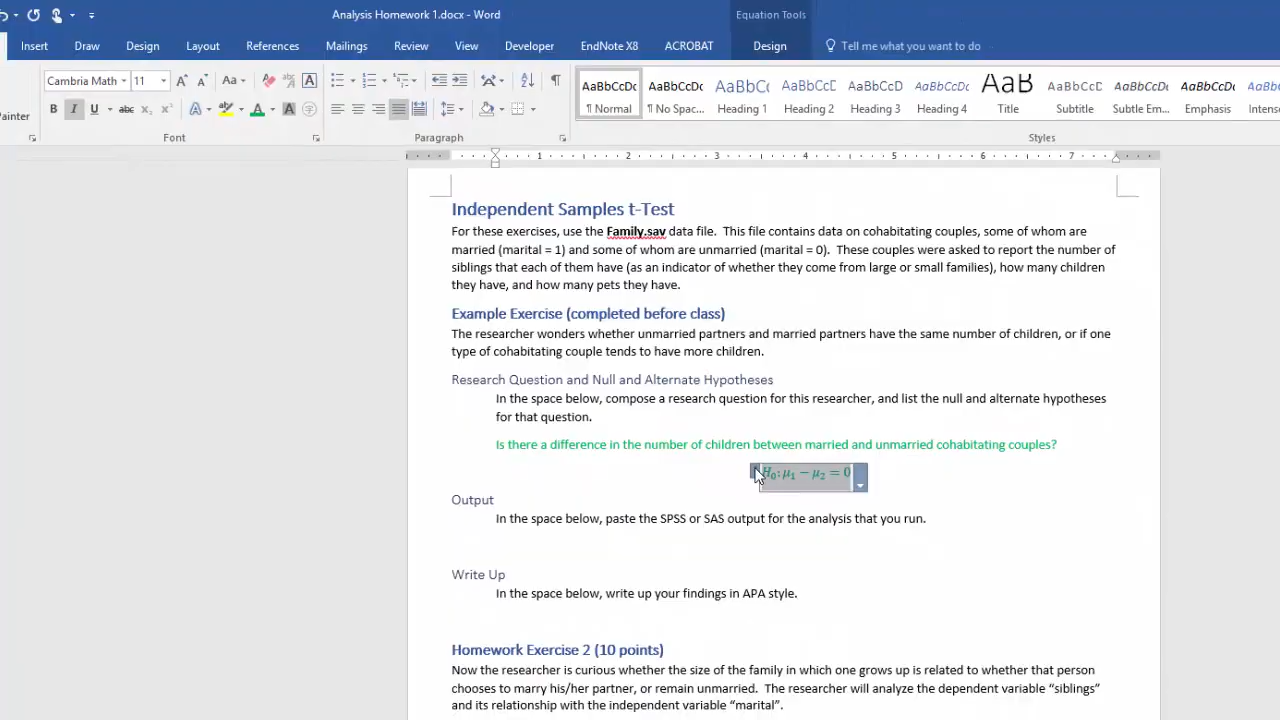 Analysis Homework 1.docx - Word
Equation Tools
Insert Draw Design Layout References Mailings Review View Developer EndNote X8 ACROBAT Design Tell me what you want to do
Cambria Math 11
Painter
Font
Paragraph
AaBbCcDc AaBbCcDc AaBbC AaBbCcD AaBbCcD AaBbCcDc AaB AaBbCcDc AaBbCcDc AaBbCcDc AaBb
¶ Normal ¶ No Spac... Heading 1 Heading 2 Heading 3 Heading 4 Title Subtitle Subtle Em... Emphasis Intens
Styles
1 2 3 4 5 6 7
Independent Samples t-Test
For these exercises, use the Family.sav data file. This file contains data on cohabitating couples, some of whom are
married (marital = 1) and some of whom are unmarried (marital = 0). These couples were asked to report the number of
siblings that each of them have (as an indicator of whether they come from large or small families), how many children
they have, and how many pets they have.
Example Exercise (completed before class)
The researcher wonders whether unmarried partners and married partners have the same number of children, or if one
type of cohabitating couple tends to have more children.
Research Question and Null and Alternate Hypotheses
In the space below, compose a research question for this researcher, and list the null and alternate hypotheses
for that question.
Is there a difference in the number of children between married and unmarried cohabitating couples?
H₀: μ₁ − μ₂ = 0
Output
In the space below, paste the SPSS or SAS output for the analysis that you run.
Write Up
In the space below, write up your findings in APA style.
Homework Exercise 2 (10 points)
Now the researcher is curious whether the size of the family in which one grows up is related to whether that person
chooses to marry his/her partner, or remain unmarried. The researcher will analyze the dependent variable “siblings”
and its relationship with the independent variable “marital”.